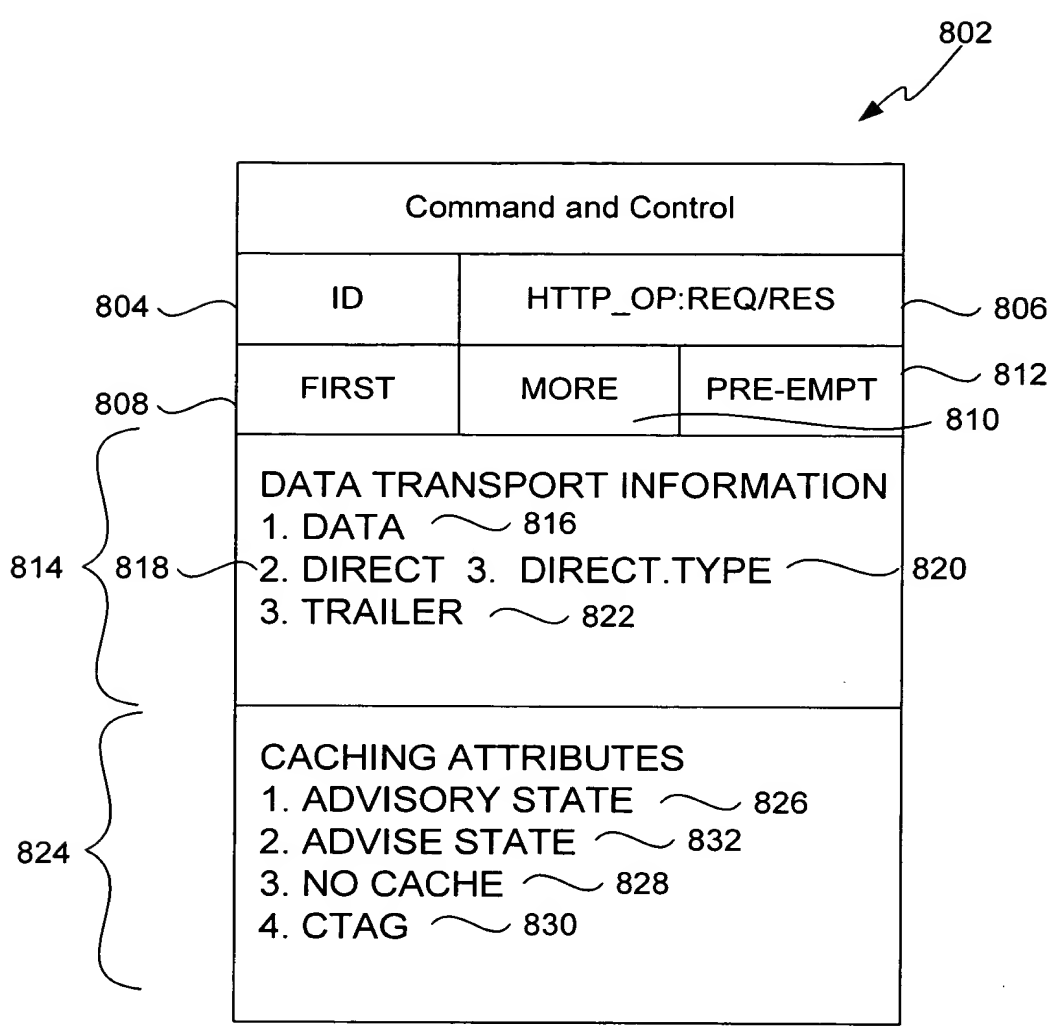 802
Command and Control
804 ID HTTP_OP:REQ/RES 806
808 FIRST MORE PRE-EMPT 812
810
DATA TRANSPORT INFORMATION
1. DATA 816
814 818 2. DIRECT 3. DIRECT.TYPE 820
3. TRAILER 822
CACHING ATTRIBUTES
1. ADVISORY STATE 826
824 2. ADVISE STATE 832
3. NO CACHE 828
4. CTAG 830